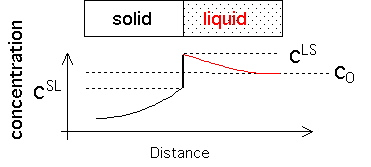 solid
liquid
concentration
c^LS
c_O
c^SL
Distance